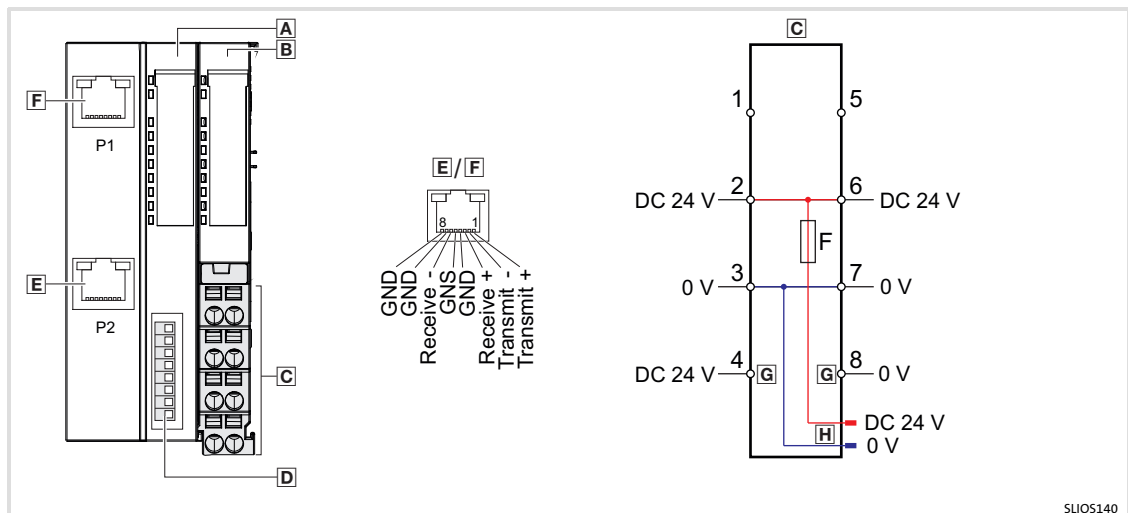 A
B
7
F
P1
E
P2
C
D
E / F
8 1
GND
GND
Receive -
GNS
GND
Receive +
Transmit -
Transmit +
C
1 5
DC 24 V 2 6 DC 24 V
F
0 V 3 7 0 V
DC 24 V 4 G G 8 0 V
DC 24 V
H
0 V
SLIOS140